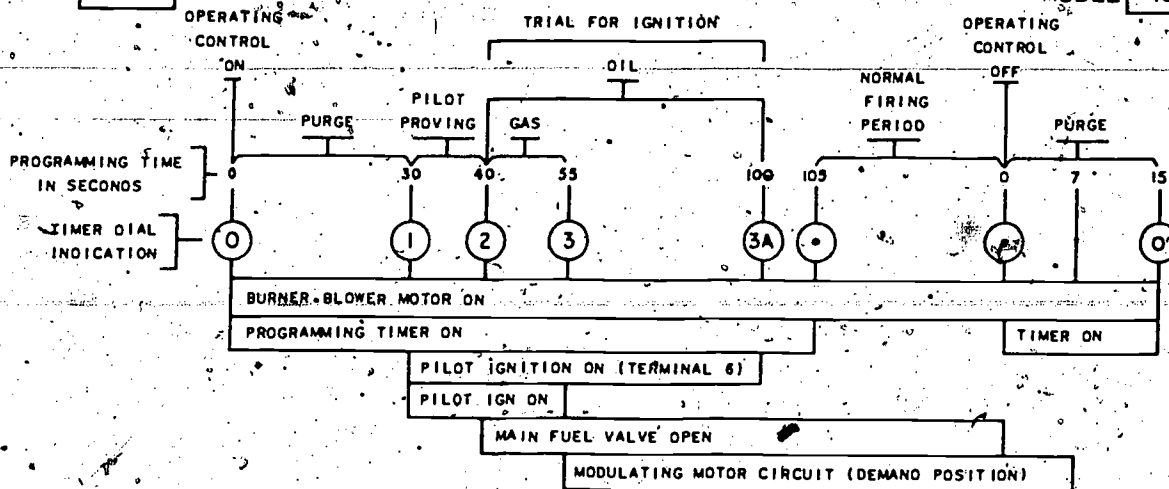 OPERATING
CONTROL
ON
TRIAL FOR IGNITION
OIL
OPERATING
CONTROL
OFF
PURGE
PILOT
PROVING
GAS
NORMAL
FIRING
PERIOD
PURGE
PROGRAMMING TIME
IN SECONDS
0 30 40 55 100 105 0 7 15
TIMER DIAL
INDICATION
0 1 2 3 3A • • 0
BURNER BLOWER MOTOR ON
PROGRAMMING TIMER ON
TIMER ON
PILOT IGNITION ON (TERMINAL 6)
PILOT IGN ON
MAIN FUEL VALVE OPEN
MODULATING MOTOR CIRCUIT (DEMAND POSITION)